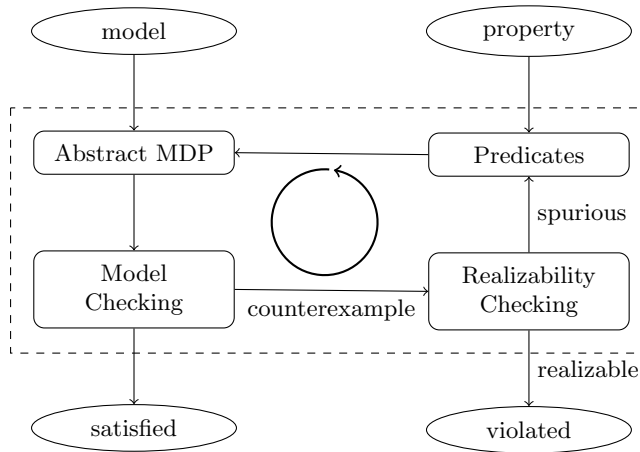 model
property
Abstract MDP
Predicates
spurious
Model
Checking
Realizability
Checking
counterexample
realizable
satisfied
violated